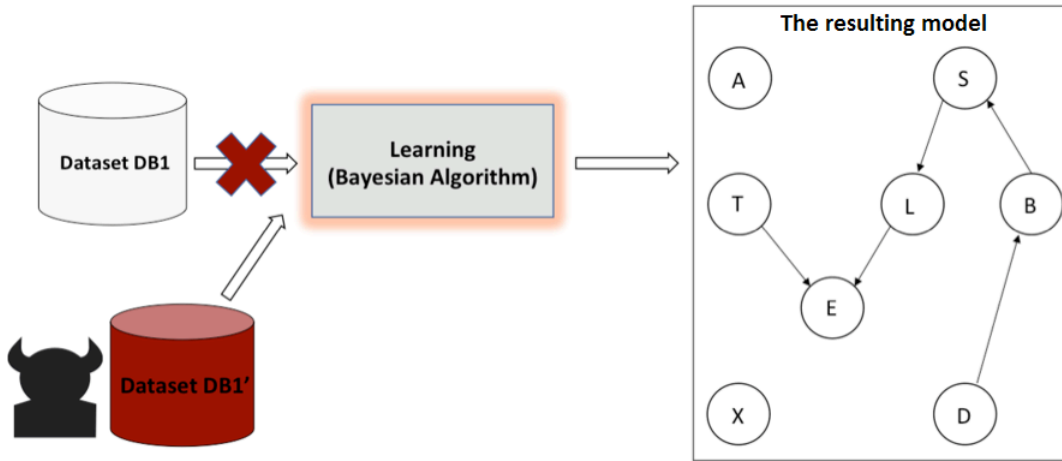 Dataset DB1
Learning
(Bayesian Algorithm)
Dataset DB1’
The resulting model
A
S
T
L
B
E
X
D